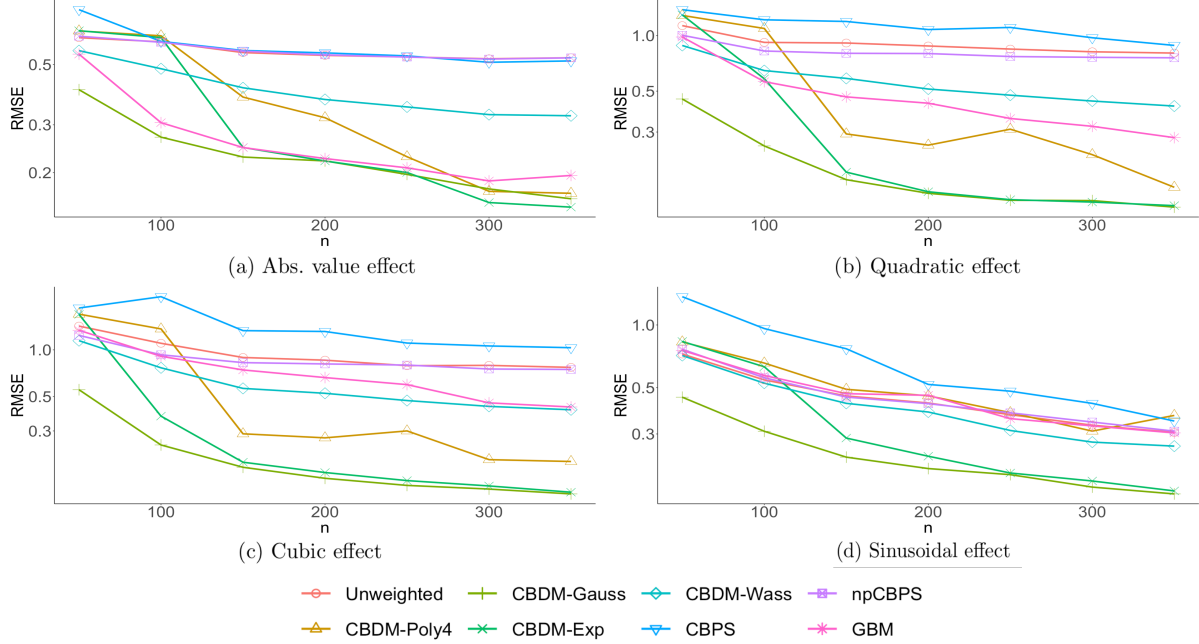 RMSE
0.5
0.3
0.2
100
200
300
n
(a) Abs. value effect
RMSE
1.0
0.5
0.3
100
200
300
n
(b) Quadratic effect
RMSE
1.0
0.5
0.3
100
200
300
n
(c) Cubic effect
RMSE
1.0
0.5
0.3
100
200
300
n
(d) Sinusoidal effect
Unweighted CBDM-Gauss CBDM-Wass npCBPS
CBDM-Poly4 CBDM-Exp CBPS GBM